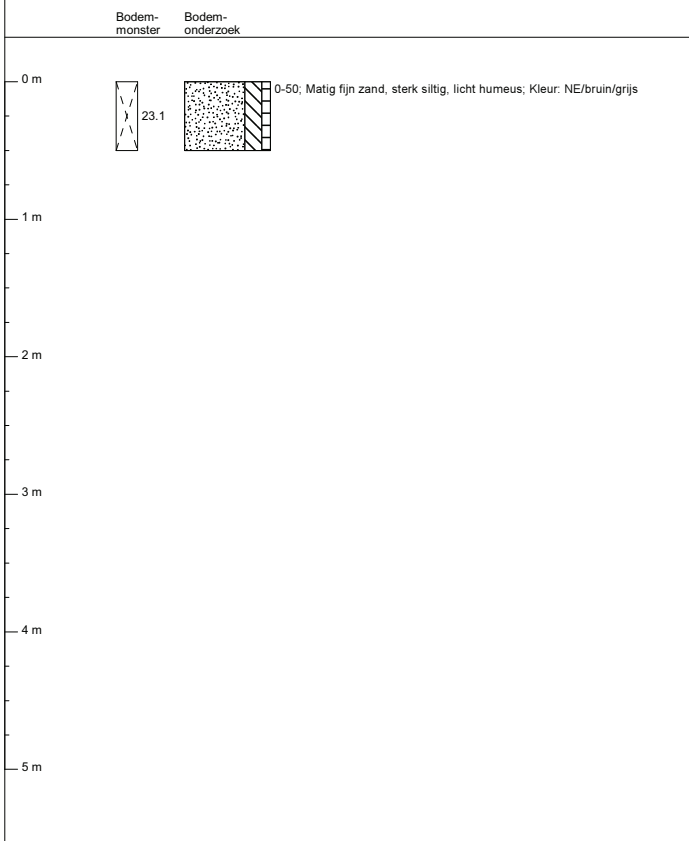 Bodem- Bodem-
monster onderzoek
0 m
0-50; Matig fijn zand, sterk siltig, licht humeus; Kleur: NE/bruin/grijs
23.1
1 m
2 m
3 m
4 m
5 m